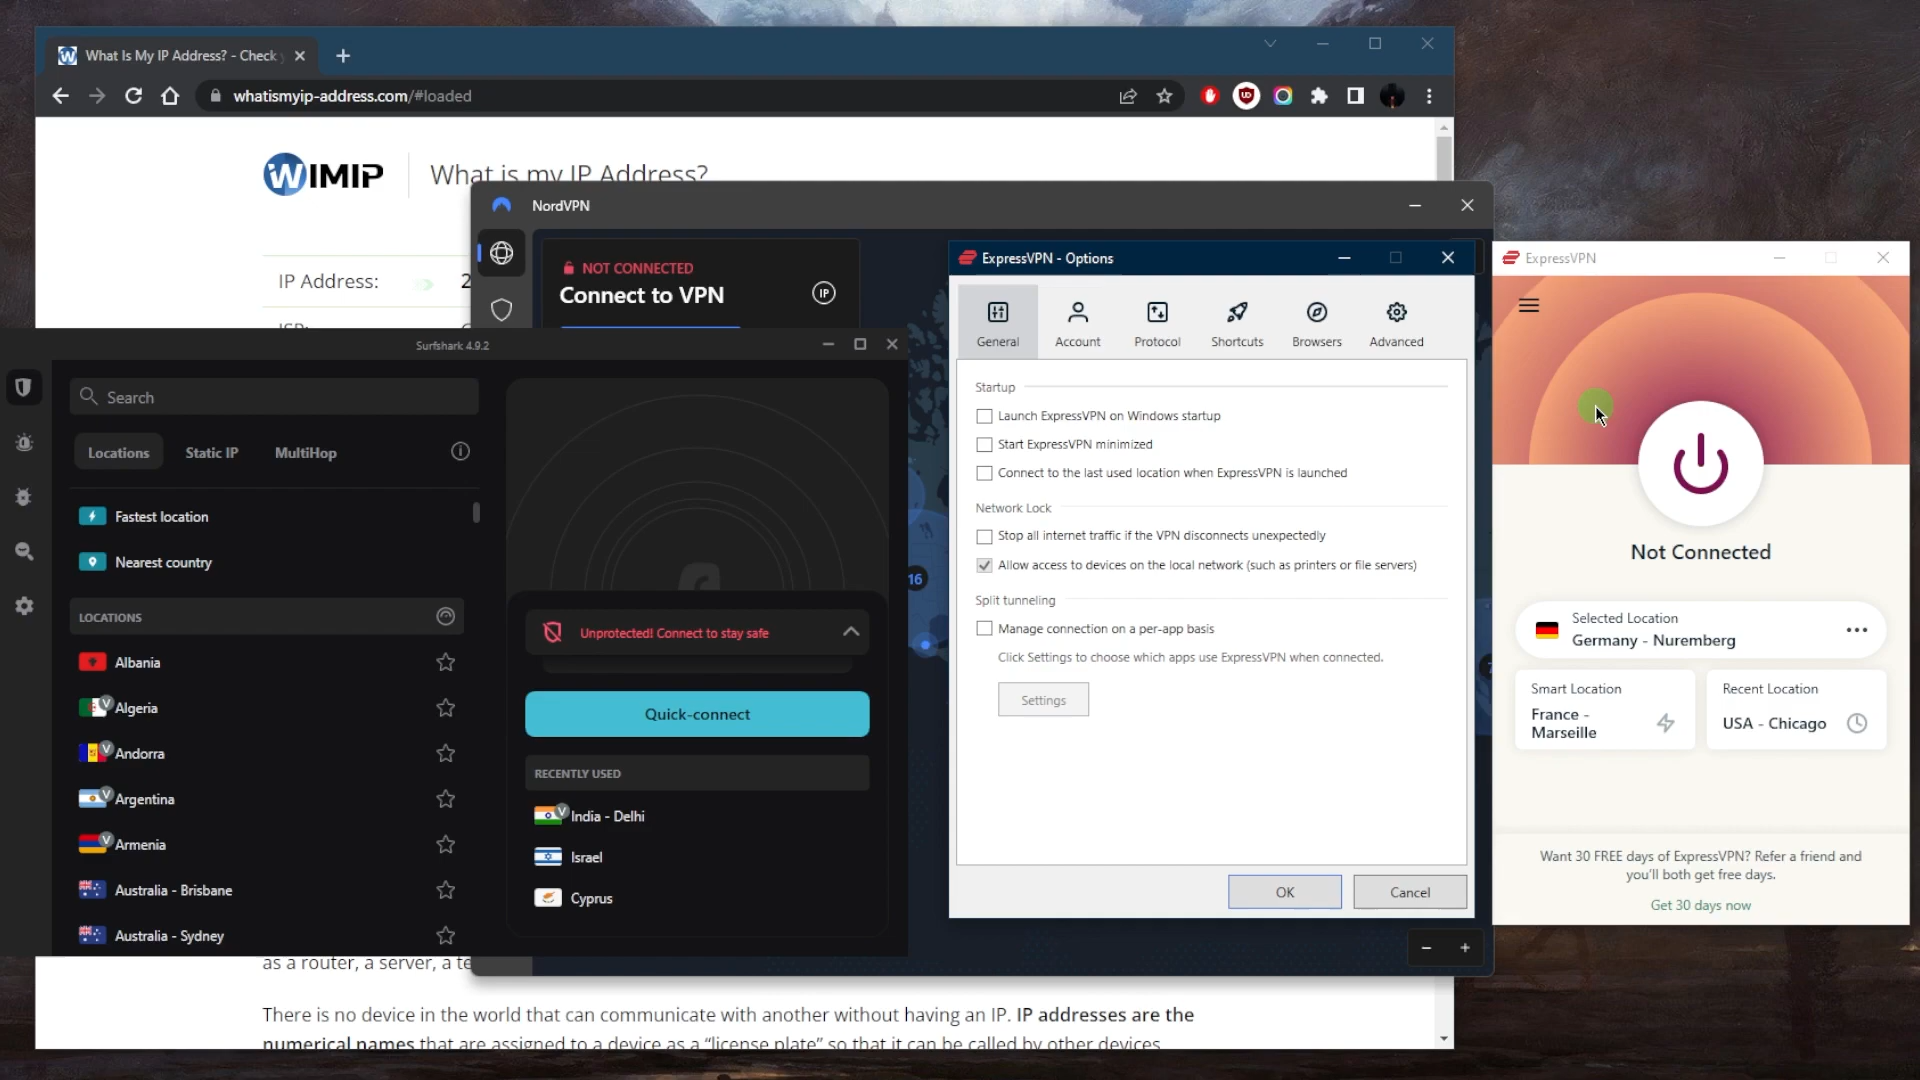 What Is My IP Address? - Check
whatismyip-address.com/#loaded
WIMIP
What is my IP Address?
IP Address:
2
NordVPN
NOT CONNECTED
Connect to VPN
IP
16
Surfshark 4.9.2
Search
Locations
Static IP
MultiHop
Fastest location
Nearest country
LOCATIONS
Albania
V
Algeria
V
Andorra
Argentina
V
Armenia
Australia - Brisbane
Australia - Sydney
Unprotected! Connect to stay safe
Quick-connect
RECENTLY USED
V
India - Delhi
Israel
Cyprus
ExpressVPN - Options
General
Account
Protocol
Shortcuts
Browsers
Advanced
Startup
Launch ExpressVPN on Windows startup
Start ExpressVPN minimized
Connect to the last used location when ExpressVPN is launched
Network Lock
Stop all internet traffic if the VPN disconnects unexpectedly
Allow access to devices on the local network (such as printers or file servers)
Split tunneling
Manage connection on a per-app basis
Click Settings to choose which apps use ExpressVPN when connected.
Settings
OK
Cancel
ExpressVPN
Not Connected
Selected Location
Germany - Nuremberg
Smart Location
France -
Marseille
Recent Location
USA - Chicago
Want 30 FREE days of ExpressVPN? Refer a friend and
you'll both get free days.
Get 30 days now
as a router, a server, a te
There is no device in the world that can communicate with another without having an IP. IP addresses are the
numerical names that are assigned to a device as a “license plate” so that it can be called by other devices